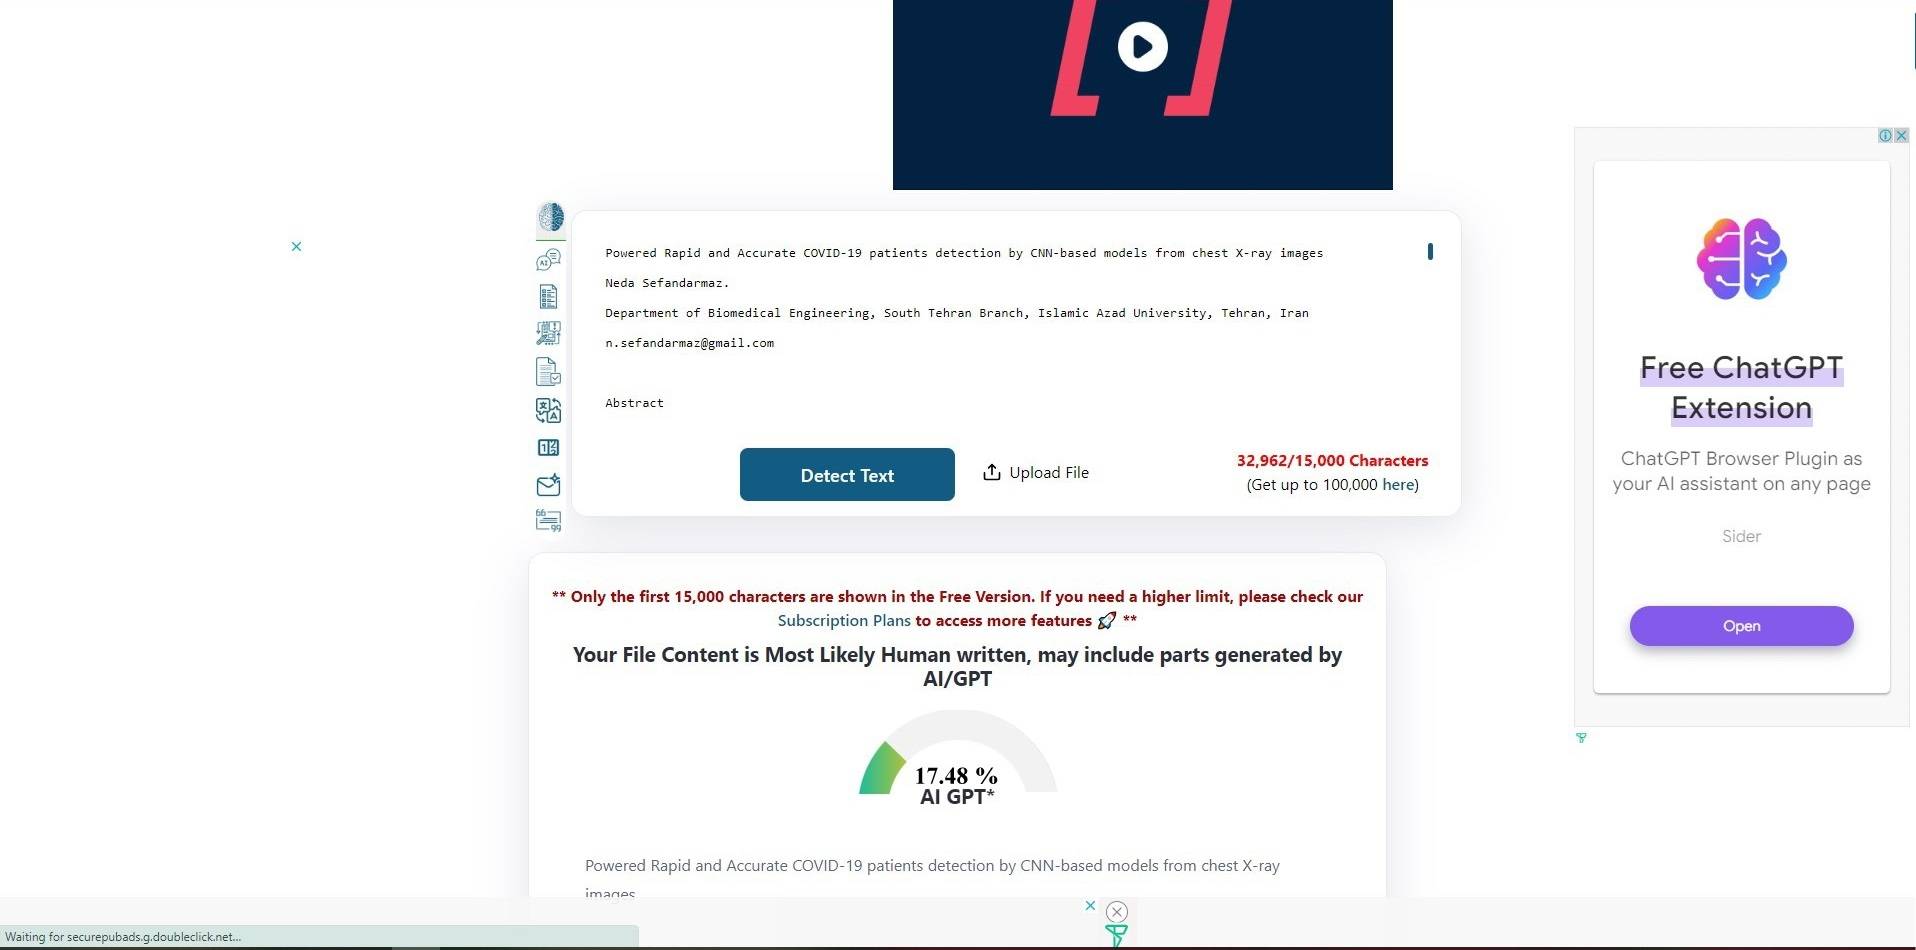 Powered Rapid and Accurate COVID-19 patients detection by CNN-based models from chest X-ray images
Neda Sefandarmaz.
Department of Biomedical Engineering, South Tehran Branch, Islamic Azad University, Tehran, Iran
n.sefandarmaz@gmail.com
Abstract
Detect Text
Upload File
32,962/15,000 Characters
(Get up to 100,000 here)
** Only the first 15,000 characters are shown in the Free Version. If you need a higher limit, please check our
Subscription Plans to access more features 🚀 **
Your File Content is Most Likely Human written, may include parts generated by
AI/GPT
17.48 %
AI GPT*
Powered Rapid and Accurate COVID-19 patients detection by CNN-based models from chest X-ray
images
Free ChatGPT
Extension
ChatGPT Browser Plugin as
your AI assistant on any page
Sider
Open
Waiting for securepubads.g.doubleclick.net...